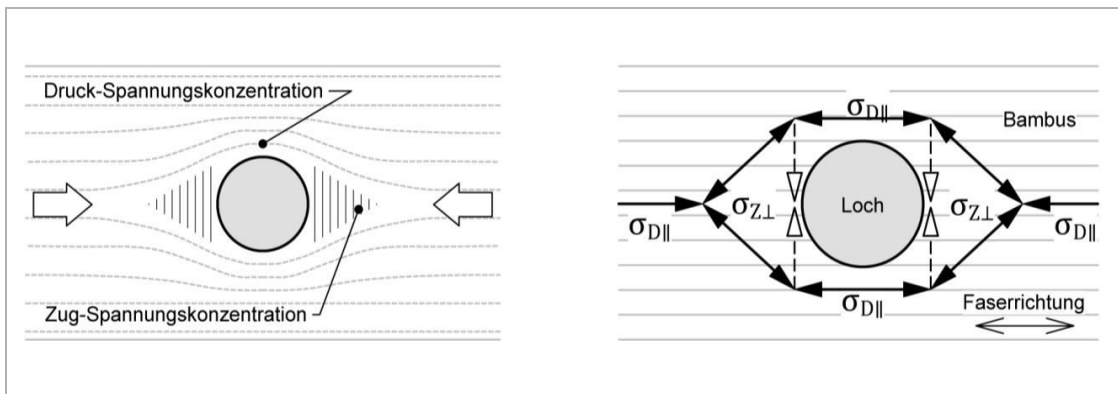 Druck-Spannungskonzentration
Zug-Spannungskonzentration
σD∥
Bambus
σZ⊥
Loch
σZ⊥
σD∥
σD∥
σD∥
Faserrichtung